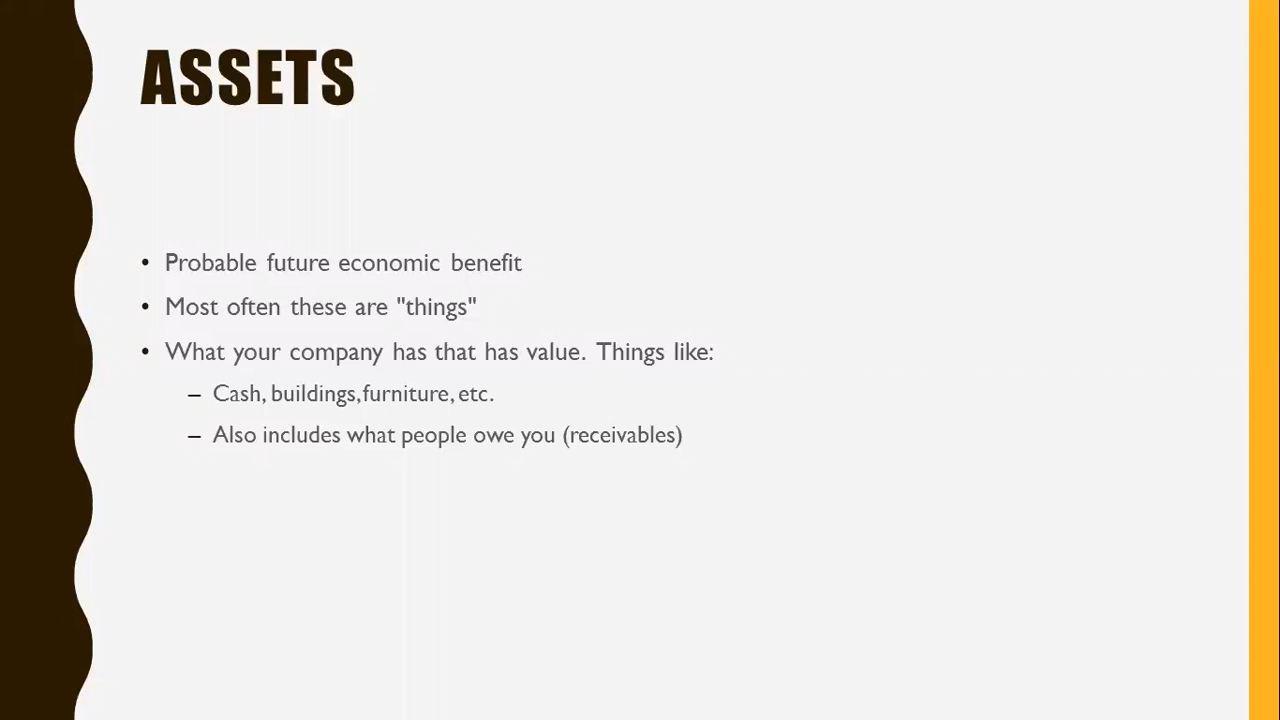 ASSETS
• Probable future economic benefit
• Most often these are "things"
• What your company has that has value. Things like:
– Cash, buildings,furniture, etc.
– Also includes what people owe you (receivables)